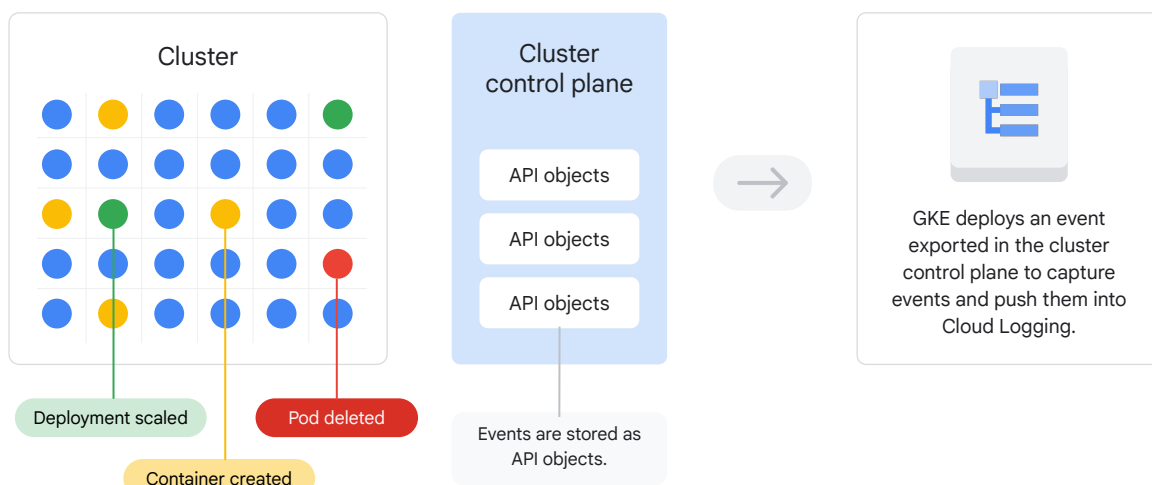 Cluster
Deployment scaled
Pod deleted
Container created
Cluster
control plane
API objects
API objects
API objects
Events are stored as
API objects.
GKE deploys an event
exported in the cluster
control plane to capture
events and push them into
Cloud Logging.